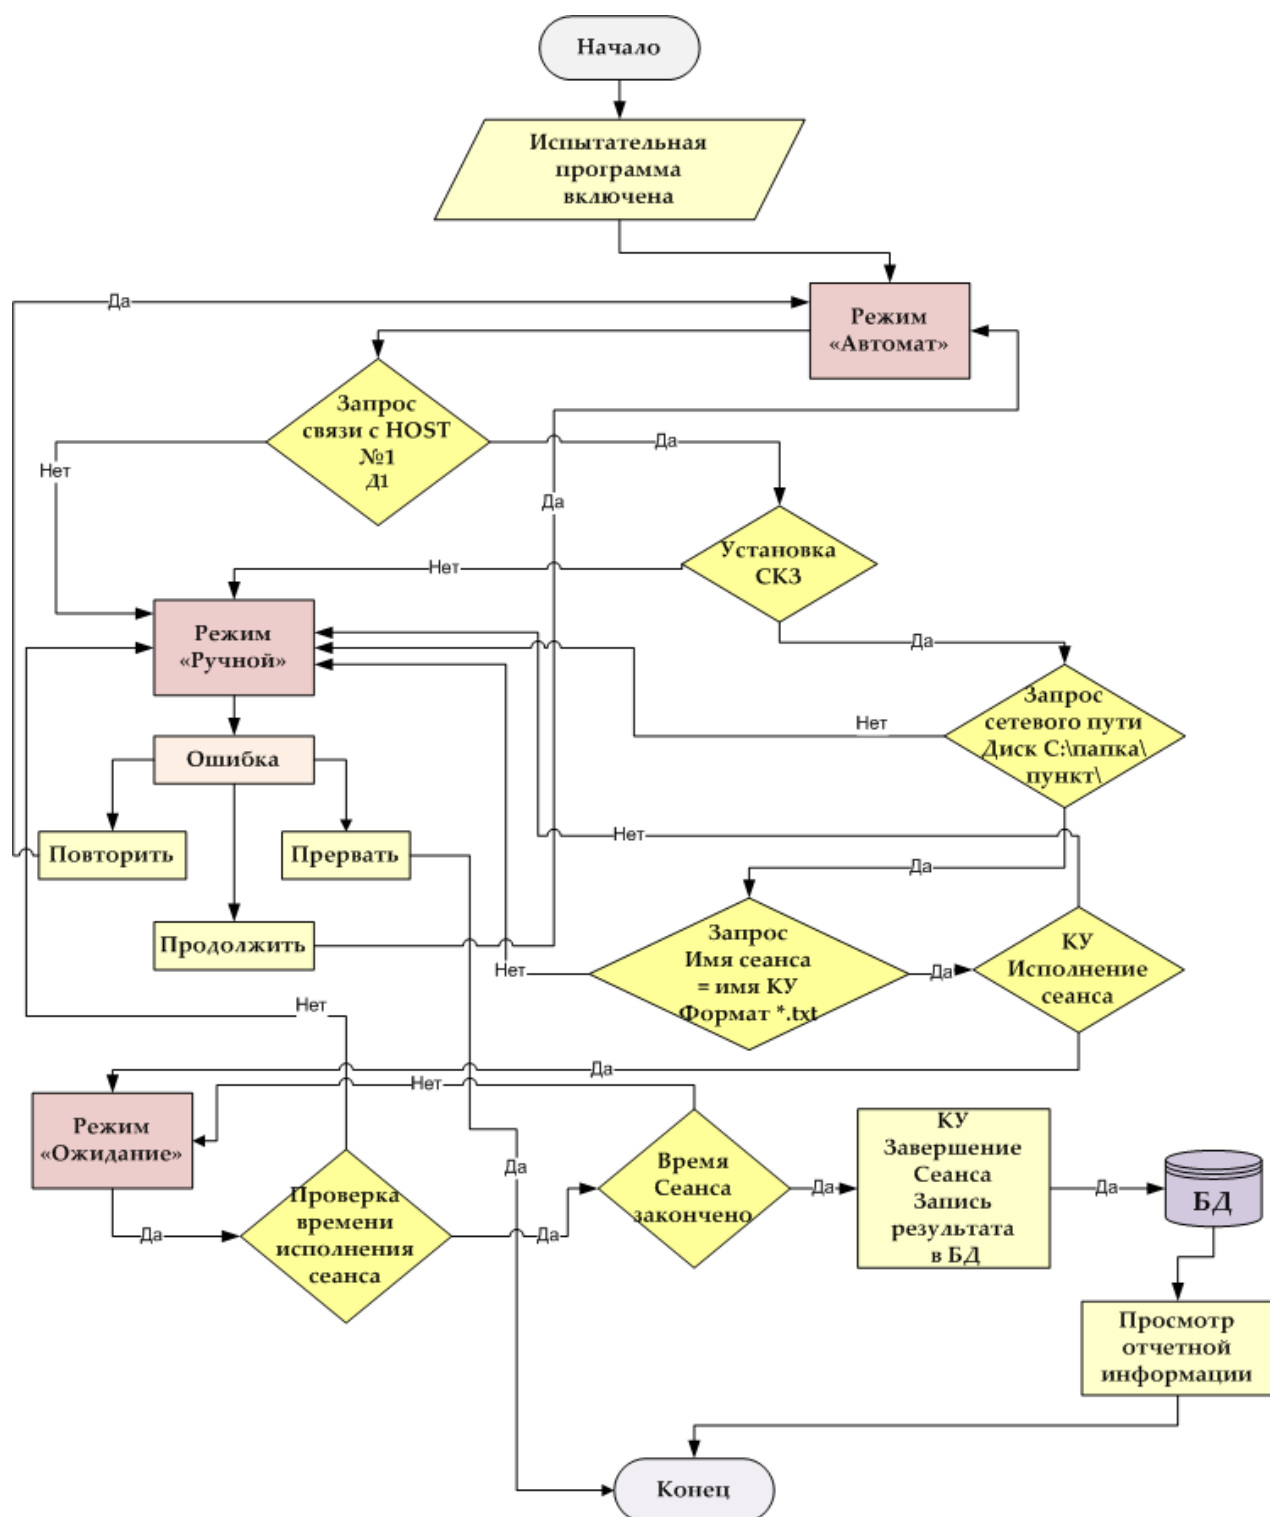 Начало
Испытательная
программа
включена
Да
Режим
«Автомат»
Запрос
связи с HOST
№1
Д1
Да
Нет
Да
Установка
СКЗ
Нет
Режим
«Ручной»
Да
Запрос
сетевого пути
Диск С:\папка\
пункт\
Нет
Ошибка
Повторить
Прервать
Нет
Да
Продолжить
Запрос
Имя сеанса
= имя КУ
Формат *.txt
Нет
Да
КУ
Исполнение
сеанса
Нет
Да
Нет
Режим
«Ожидание»
Да
Проверка
времени
исполнения
сеанса
Да
Да
Время
Сеанса
закончено
Да
КУ
Завершение
Сеанса
Запись
результата
в БД
Да
БД
Просмотр
отчетной
информации
Конец